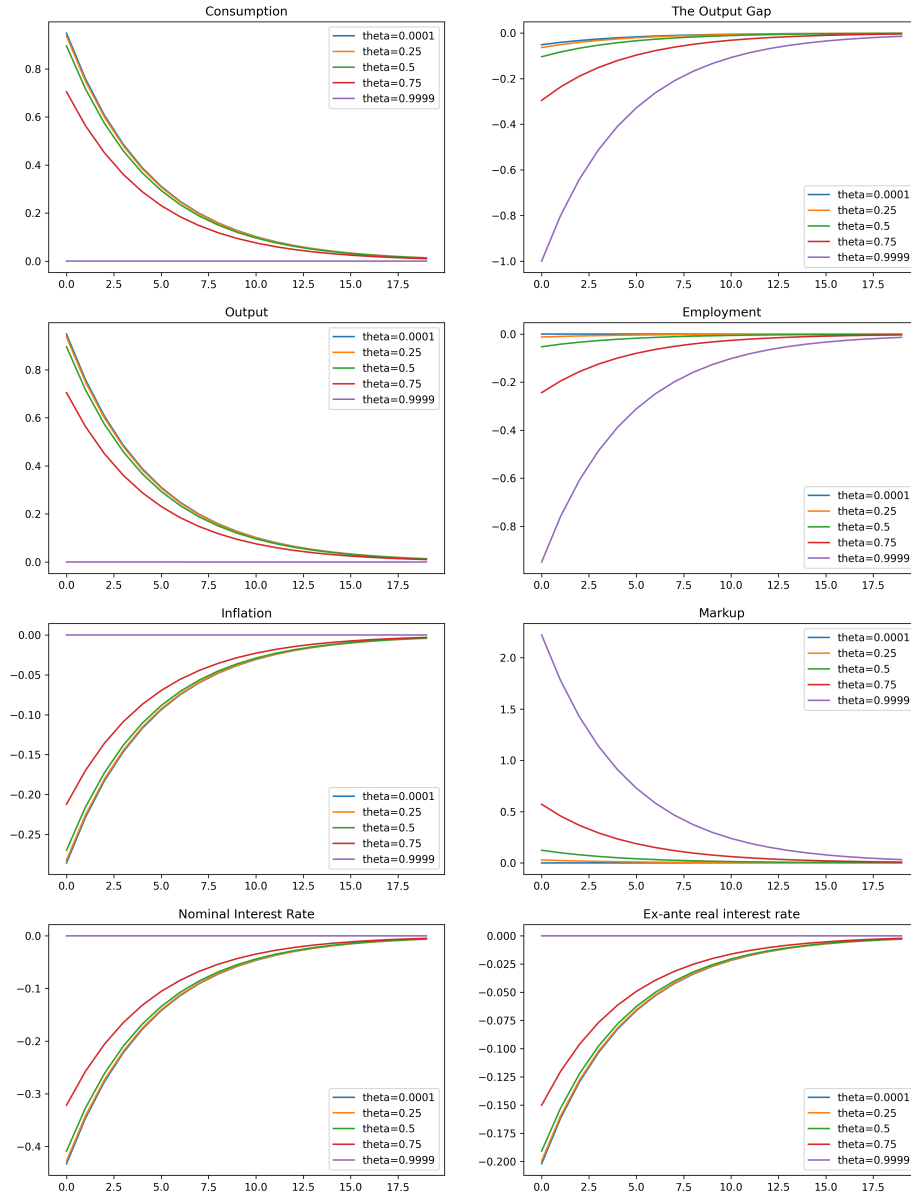 Consumption
0.8
0.6
0.4
0.2
0.0
0.0 2.5 5.0 7.5 10.0 12.5 15.0 17.5
theta=0.0001
theta=0.25
theta=0.5
theta=0.75
theta=0.9999
The Output Gap
0.0
−0.2
−0.4
−0.6
−0.8
−1.0
0.0 2.5 5.0 7.5 10.0 12.5 15.0 17.5
theta=0.0001
theta=0.25
theta=0.5
theta=0.75
theta=0.9999
Output
0.8
0.6
0.4
0.2
0.0
0.0 2.5 5.0 7.5 10.0 12.5 15.0 17.5
theta=0.0001
theta=0.25
theta=0.5
theta=0.75
theta=0.9999
Employment
0.0
−0.2
−0.4
−0.6
−0.8
0.0 2.5 5.0 7.5 10.0 12.5 15.0 17.5
theta=0.0001
theta=0.25
theta=0.5
theta=0.75
theta=0.9999
Inflation
0.00
−0.05
−0.10
−0.15
−0.20
−0.25
0.0 2.5 5.0 7.5 10.0 12.5 15.0 17.5
theta=0.0001
theta=0.25
theta=0.5
theta=0.75
theta=0.9999
Markup
2.0
1.5
1.0
0.5
0.0
0.0 2.5 5.0 7.5 10.0 12.5 15.0 17.5
theta=0.0001
theta=0.25
theta=0.5
theta=0.75
theta=0.9999
Nominal Interest Rate
0.0
−0.1
−0.2
−0.3
−0.4
0.0 2.5 5.0 7.5 10.0 12.5 15.0 17.5
theta=0.0001
theta=0.25
theta=0.5
theta=0.75
theta=0.9999
Ex-ante real interest rate
0.000
−0.025
−0.050
−0.075
−0.100
−0.125
−0.150
−0.175
−0.200
0.0 2.5 5.0 7.5 10.0 12.5 15.0 17.5
theta=0.0001
theta=0.25
theta=0.5
theta=0.75
theta=0.9999